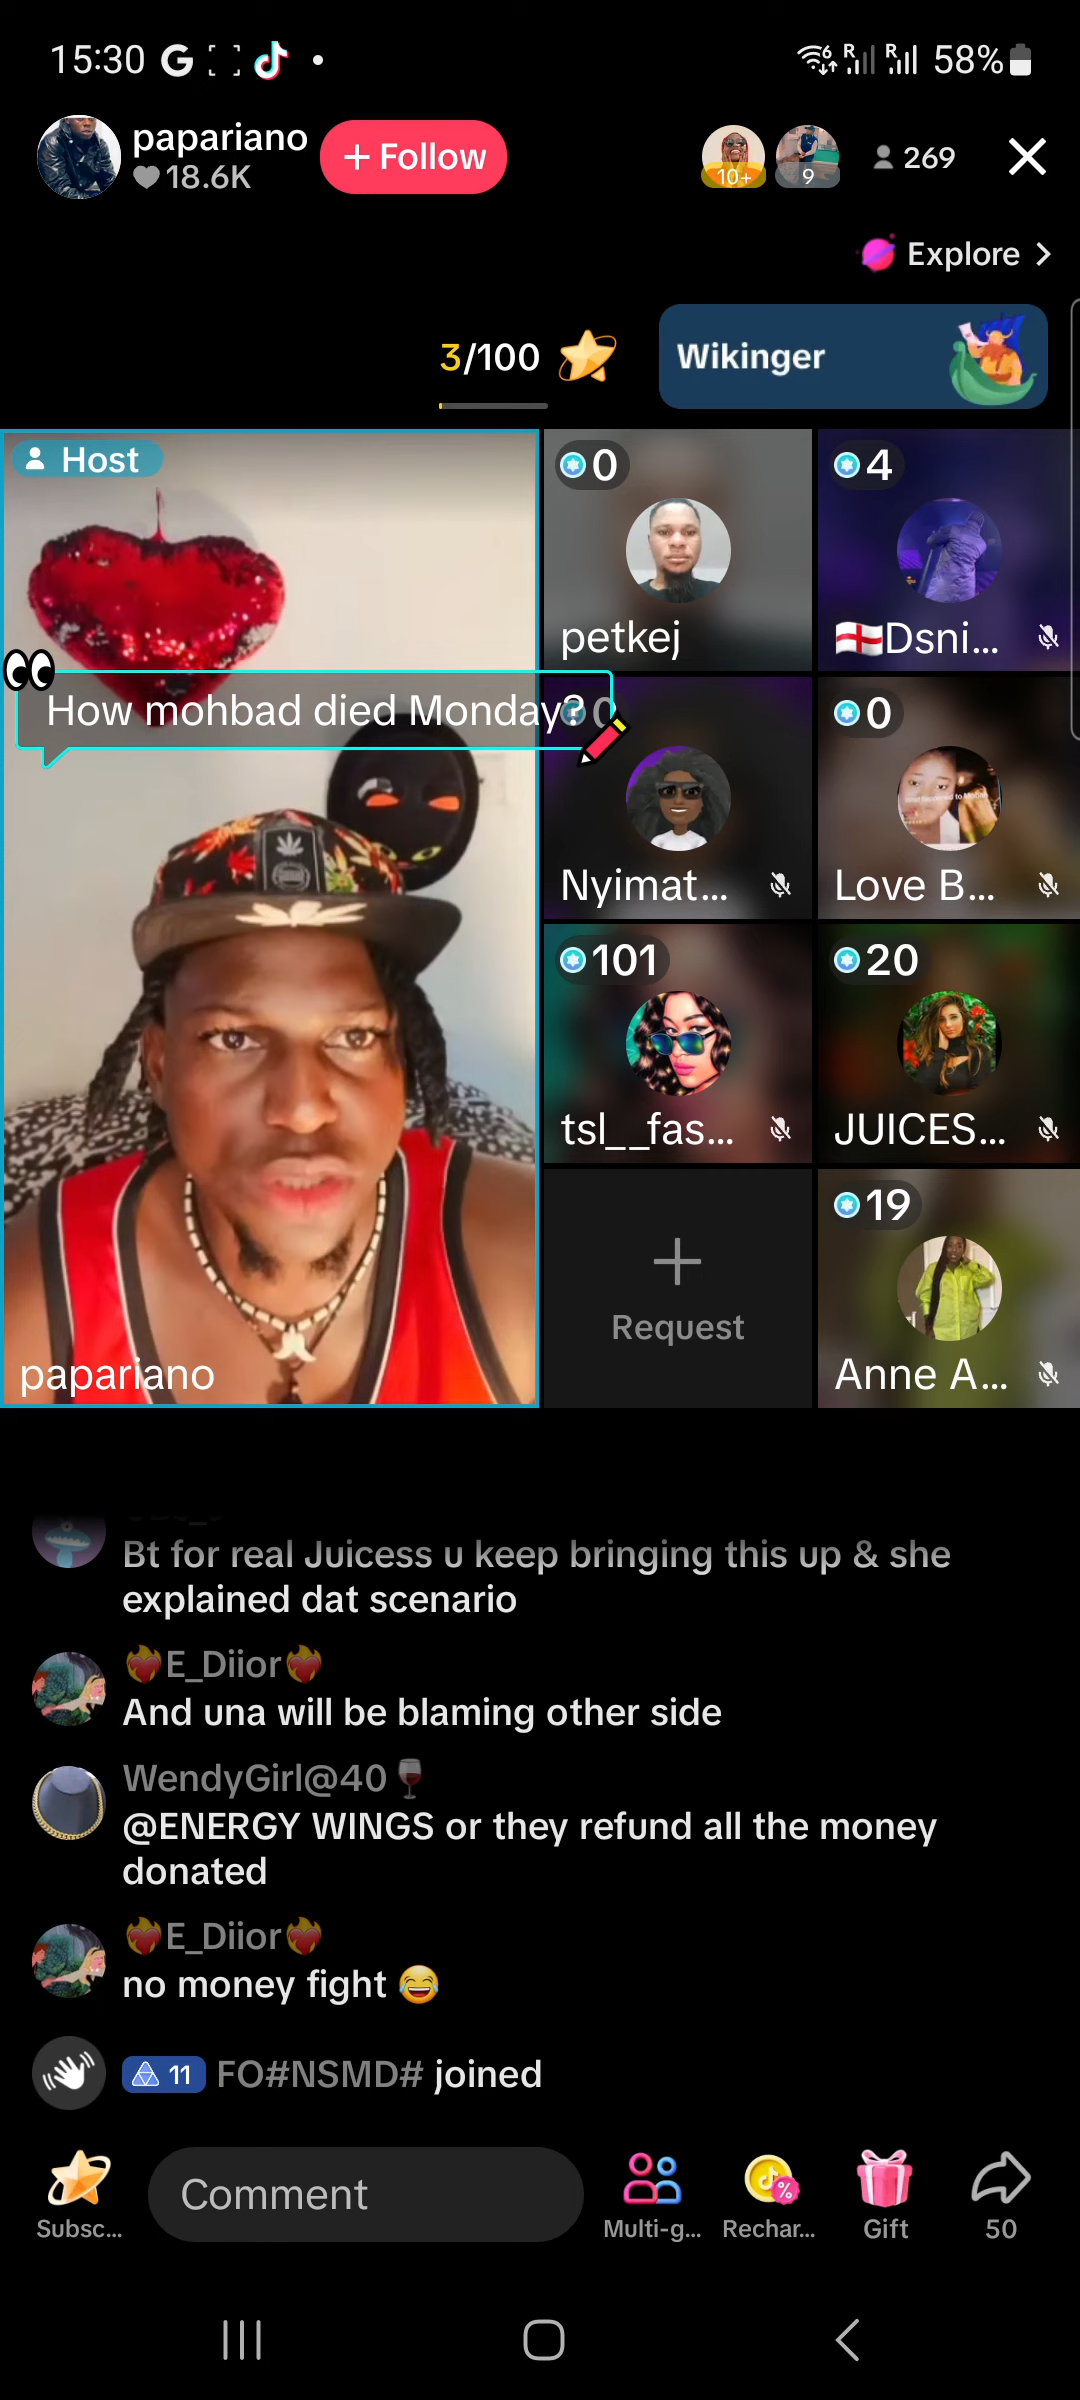 15:30
58%
papariano
18.6K
+ Follow
10+
9
269
Explore
3/100
Wikinger
Host
0
4
petkej
Dsni...
How mohbad died Monday?
0
0
Nyimat...
Love B...
101
20
tsl__fas...
JUICES...
19
Request
papariano
Anne A...
Bt for real Juicess u keep bringing this up & she
explained dat scenario
E_Diior
And una will be blaming other side
WendyGirl@40
@ENERGY WINGS or they refund all the money
donated
E_Diior
no money fight
11 FO#NSMD# joined
Comment
Subsc...
Multi-g...
Rechar...
Gift
50